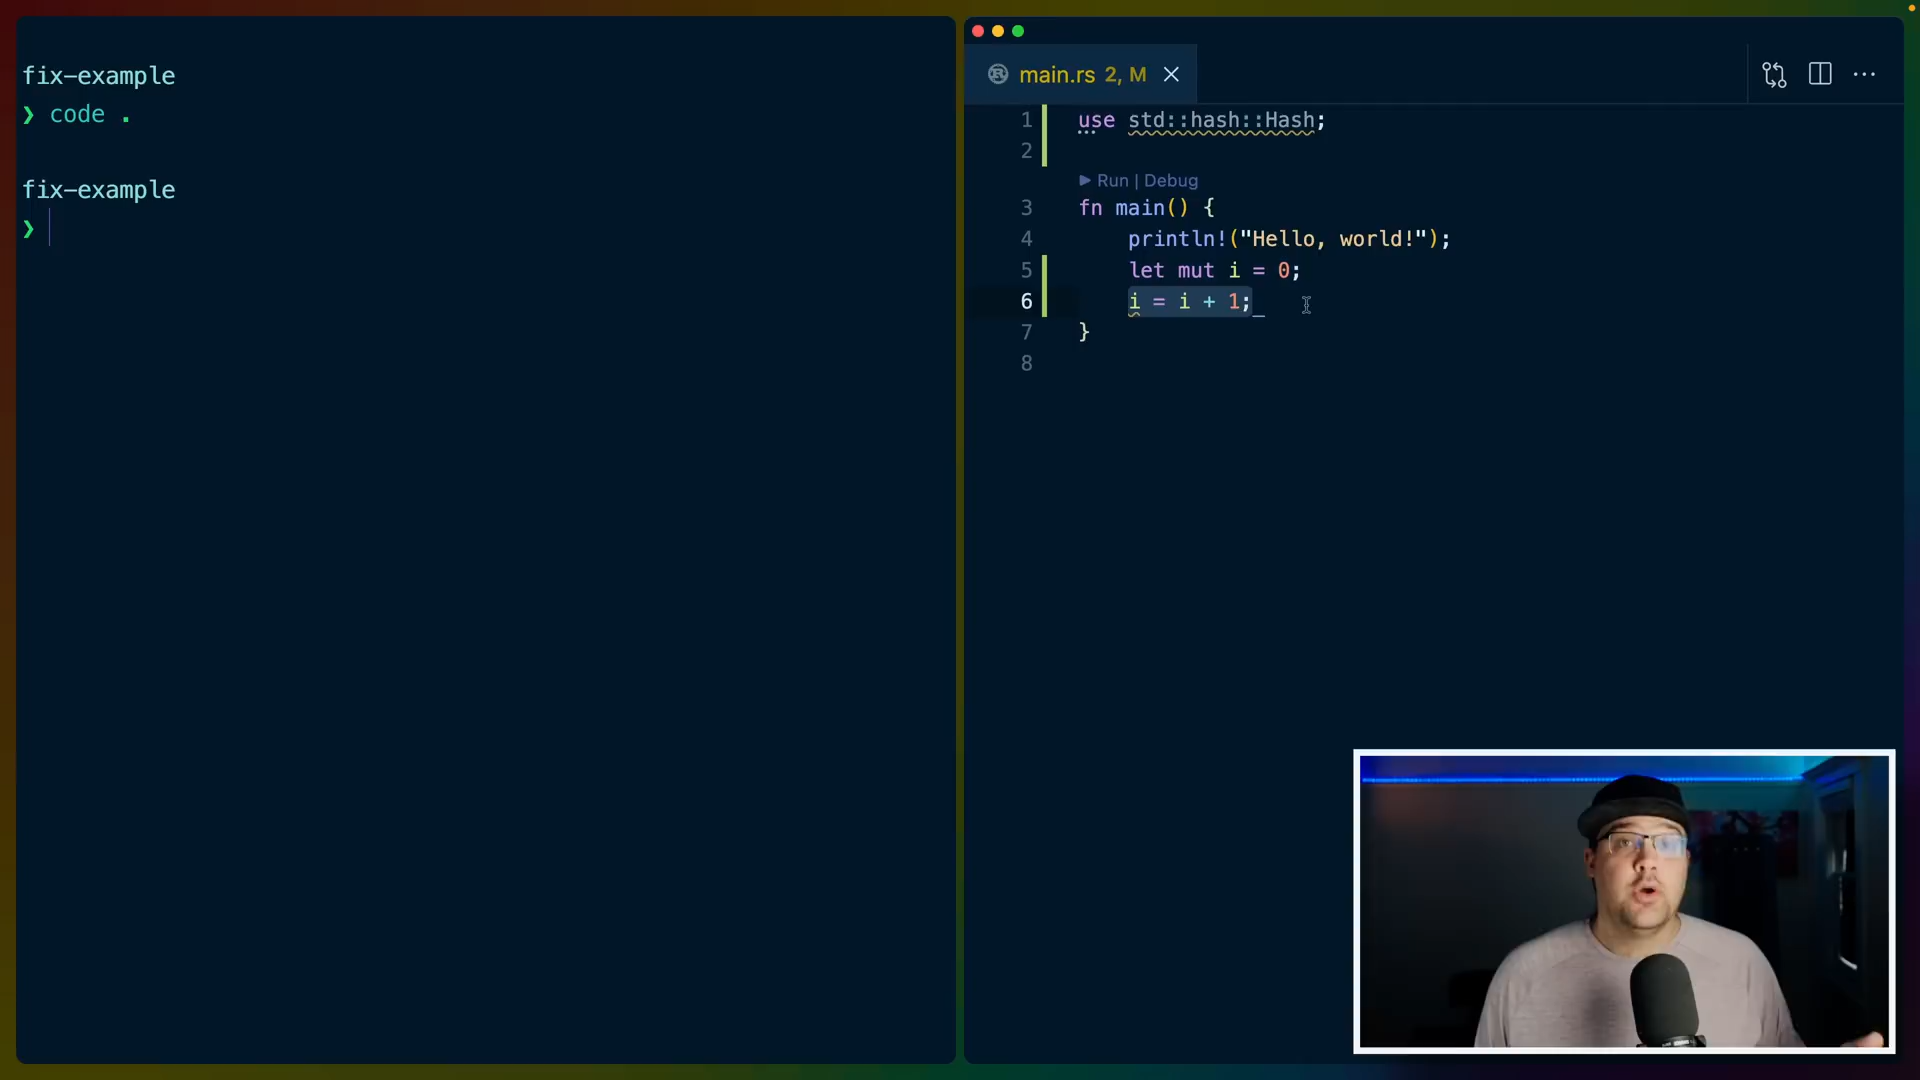 fix-example
❯ code .
fix-example
❯
main.rs 2, M
1 use std::hash::Hash;
2
Run | Debug
3 fn main() {
4 println!("Hello, world!");
5 let mut i = 0;
6 i = i + 1;
7 }
8